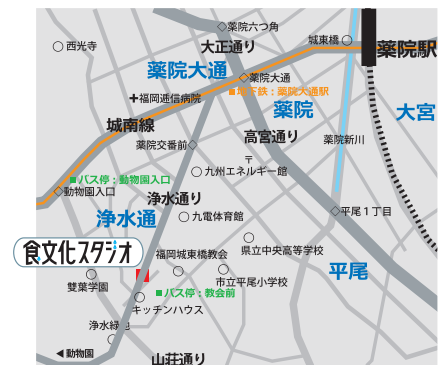 薬院六つ角
西光寺
大正通り
城東橋
薬院駅
薬院大通
薬院大通
■地下鉄：薬院大通駅
福岡逓信病院
薬院
大宮
城南線
高宮通り
薬院交番前
薬院新川
〒
九州エネルギー館
■バス停：動物園入口
動物園入口
浄水通り
浄水通
九電体育館
平尾１丁目
食文化スタジオ
福岡城東橋教会
県立中央高等学校
平尾
雙葉学園
市立平尾小学校
■バス停：教会前
キッチンハウス
浄水緑地
◀動物園
山荘通り